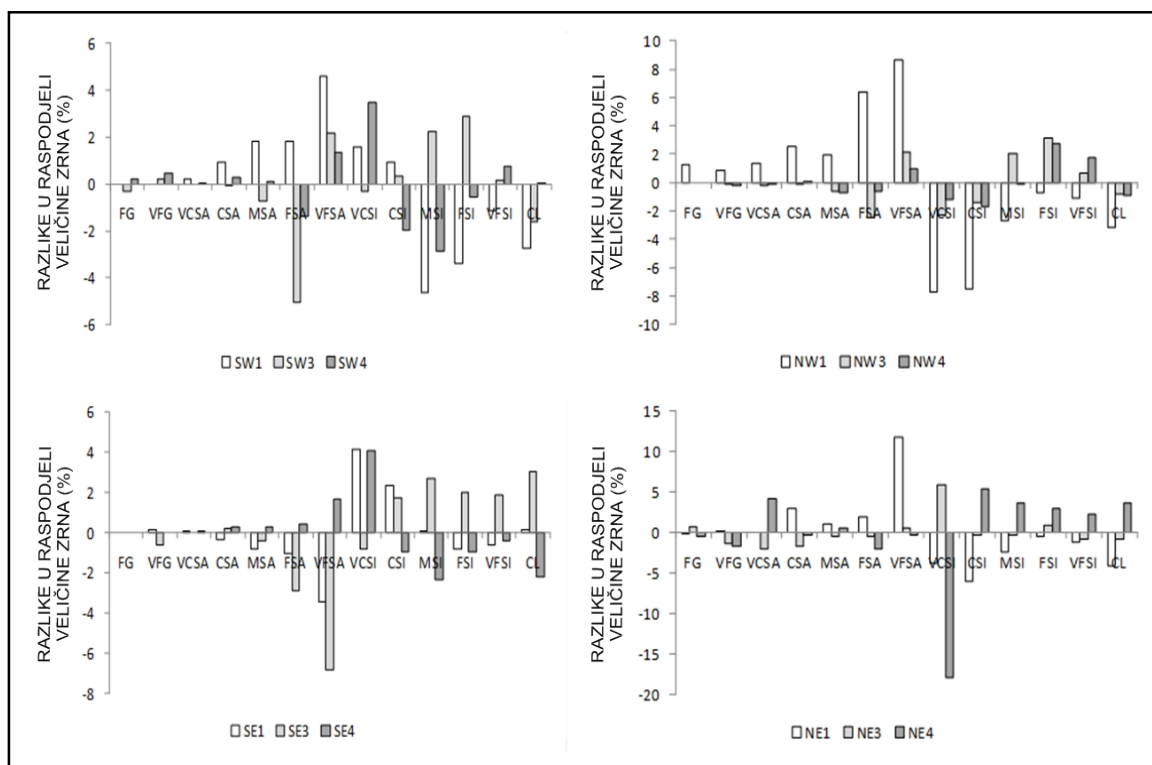 RAZLIKE U RASPODJELI
VELIČINE ZRNA (%)
6
4
2
0
-2
-4
-6
FG VFG VCSA CSA MSA FSA VFSA VCSI CSI MSI FSI VFSI CL
SW1 SW3 SW4
RAZLIKE U RASPODJELI
VELIČINE ZRNA (%)
10
8
6
4
2
0
-2
-4
-6
-8
-10
FG VFG VCSA CSA MSA FSA VFSA VCSI CSI MSI FSI VFSI CL
NW1 NW3 NW4
RAZLIKE U RASPODJELI
VELIČINE ZRNA (%)
6
4
2
0
-2
-4
-6
-8
FG VFG VCSA CSA MSA FSA VFSA VCSI CSI MSI FSI VFSI CL
SE1 SE3 SE4
RAZLIKE U RASPODJELI
VELIČINE ZRNA (%)
15
10
5
0
-5
-10
-15
-20
FG VFG VCSA CSA MSA FSA VFSA VCSI CSI MSI FSI VFSI CL
NE1 NE3 NE4